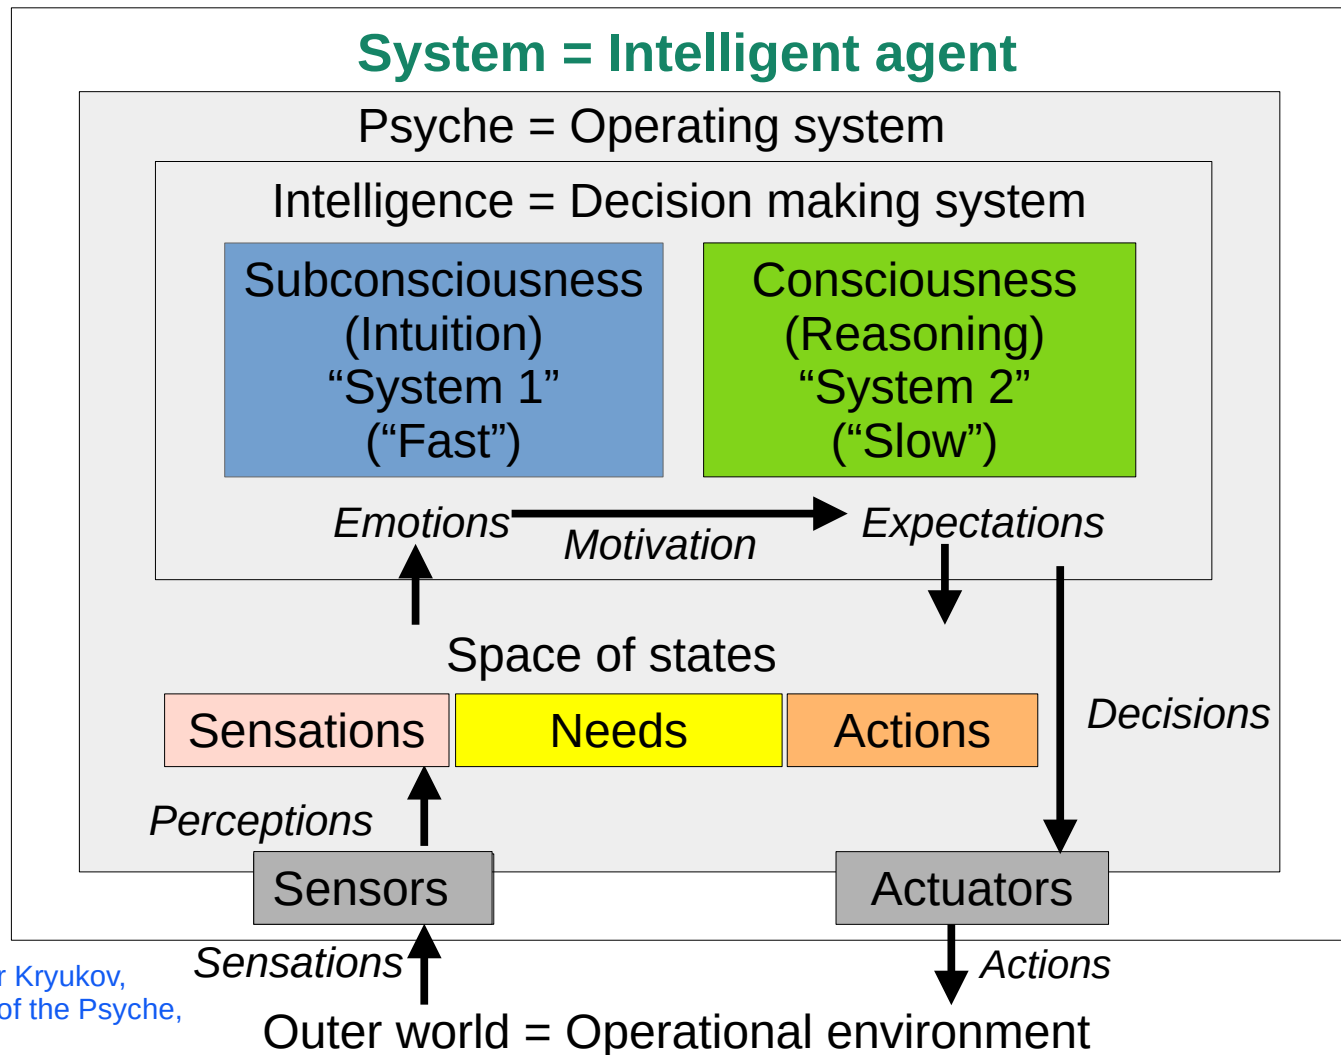 System = Intelligent agent
Psyche = Operating system
Intelligence = Decision making system
Subconsciousness
(Intuition)
“System 1”
(“Fast”)
Consciousness
(Reasoning)
“System 2”
(“Slow”)
Emotions
Motivation
Expectations
Space of states
Sensations
Needs
Actions
Decisions
Perceptions
Sensors
Actuators
Sensations
Actions
r Kryukov,
of the Psyche,
Outer world = Operational environment